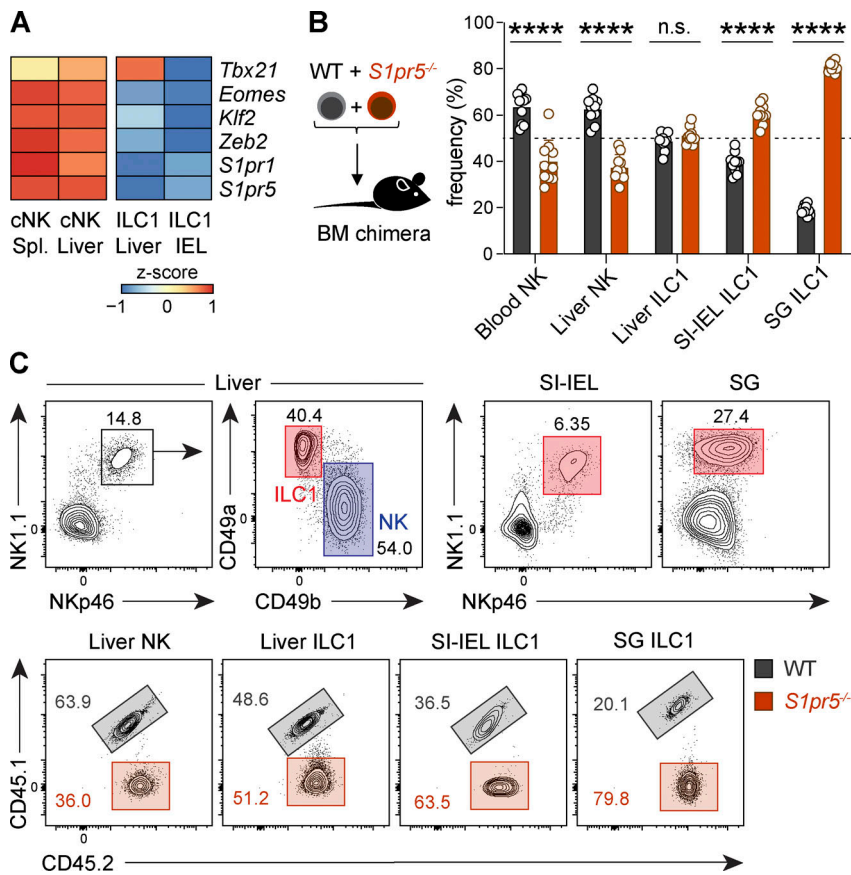 A
Tbx21
Eomes
Klf2
Zeb2
S1pr1
S1pr5
cNK cNK ILC1 ILC1
Spl. Liver Liver IEL
z-score
−1 0 1
B
WT + S1pr5-/-
+
BM chimera
**** **** n.s. **** ****
frequency (%)
100
80
60
40
20
0
Blood NK
Liver NK
Liver ILC1
SI-IEL ILC1
SG ILC1
C
Liver SI-IEL SG
14.8 40.4 6.35 27.4
ILC1
NK
54.0
NK1.1 0
CD49a 0
NK1.1 0
0 0 0
NKp46 CD49b NKp46
Liver NK Liver ILC1 SI-IEL ILC1 SG ILC1
63.9 48.6 36.5 20.1
36.0 51.2 63.5 79.8
CD45.1 0
0
CD45.2
WT
S1pr5-/-